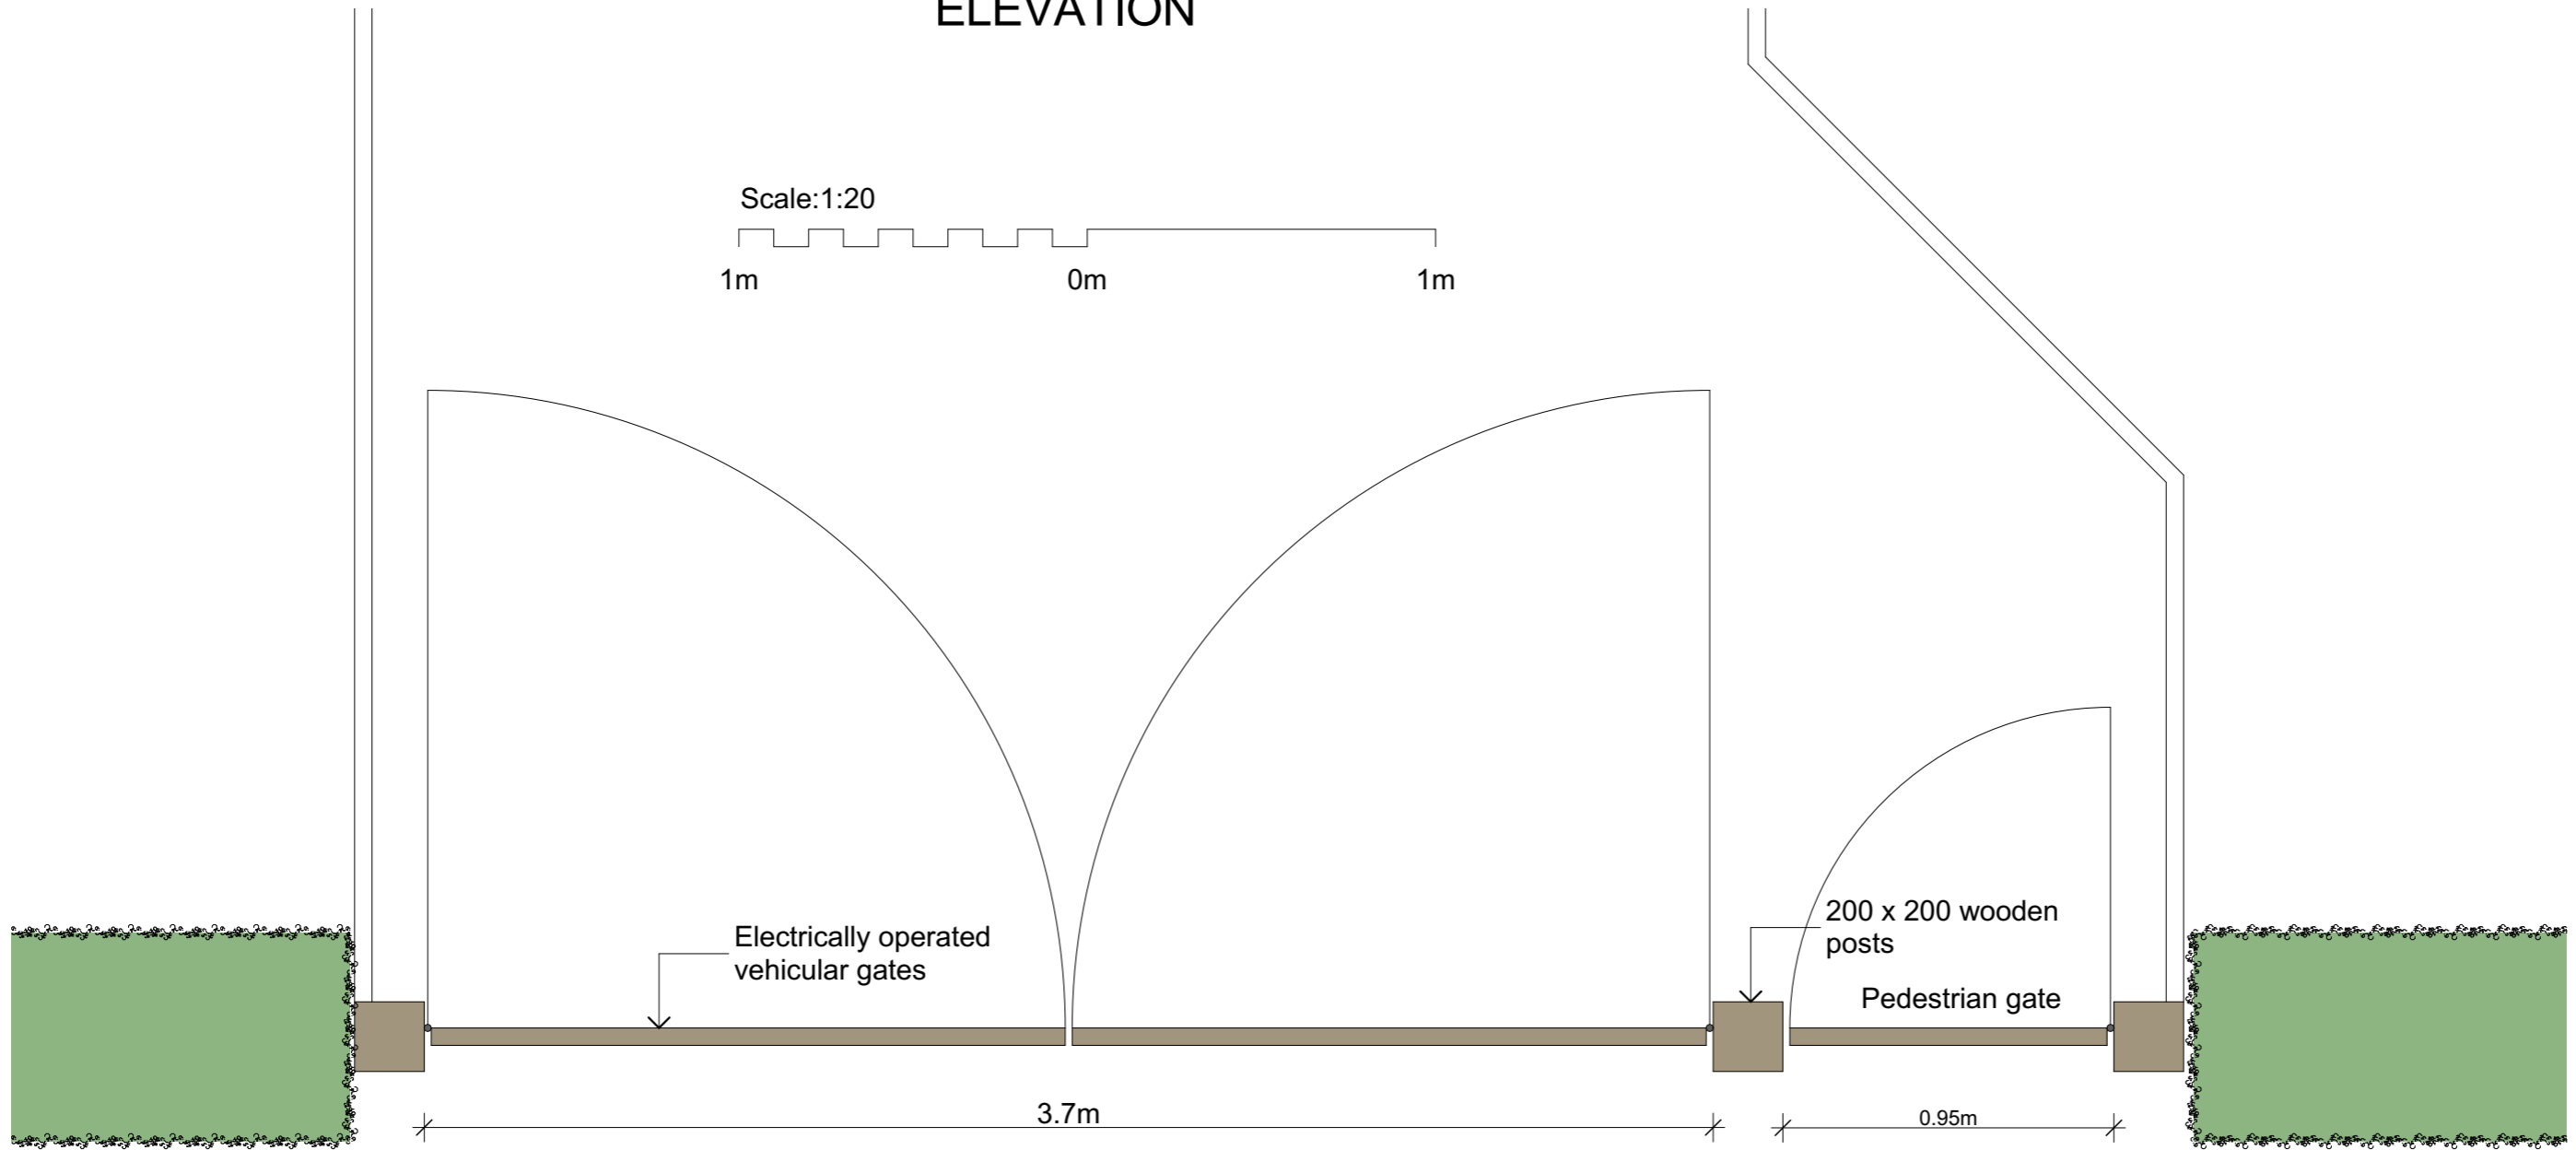 ELEVATION
Scale:1:20
1m 0m 1m
Electrically operated
vehicular gates
200 x 200 wooden
posts
Pedestrian gate
3.7m
0.95m